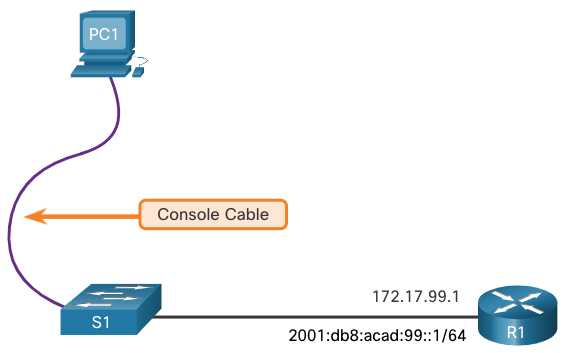 PC1
Console Cable
172.17.99.1
S1
2001:db8:acad:99::1/64
R1